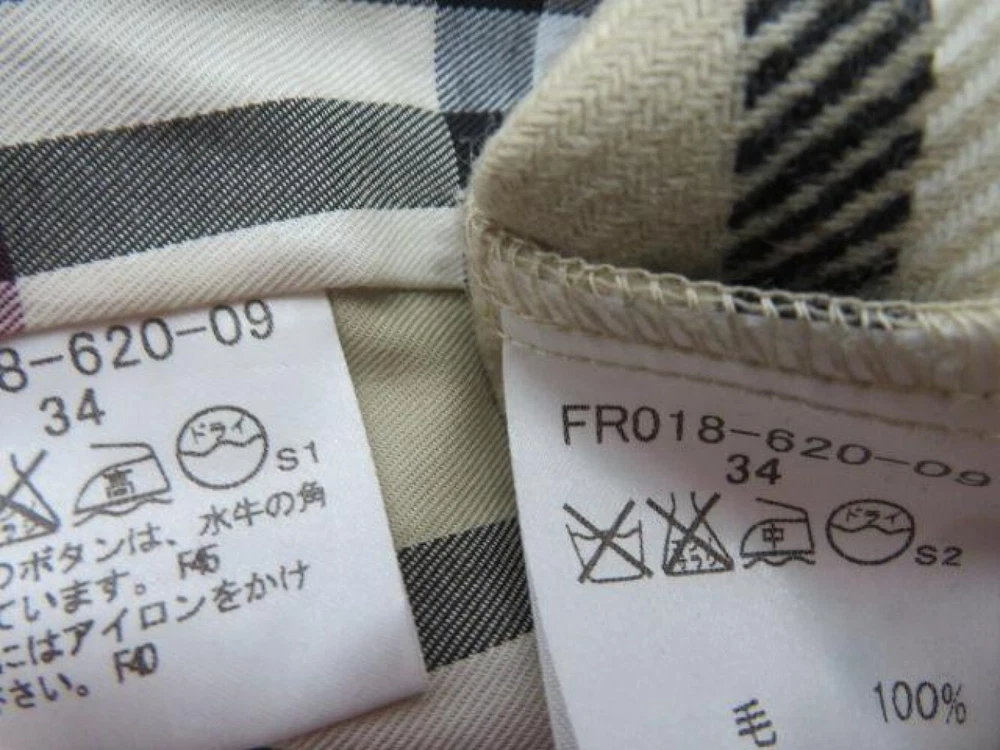 8-620-09
34
高
ドライ
S1
ボタンは、水牛の角
ています。 F45
にはアイロンをかけ
さい。 F40
FR018-620-09
34
中
ドライ
S2
毛 100%